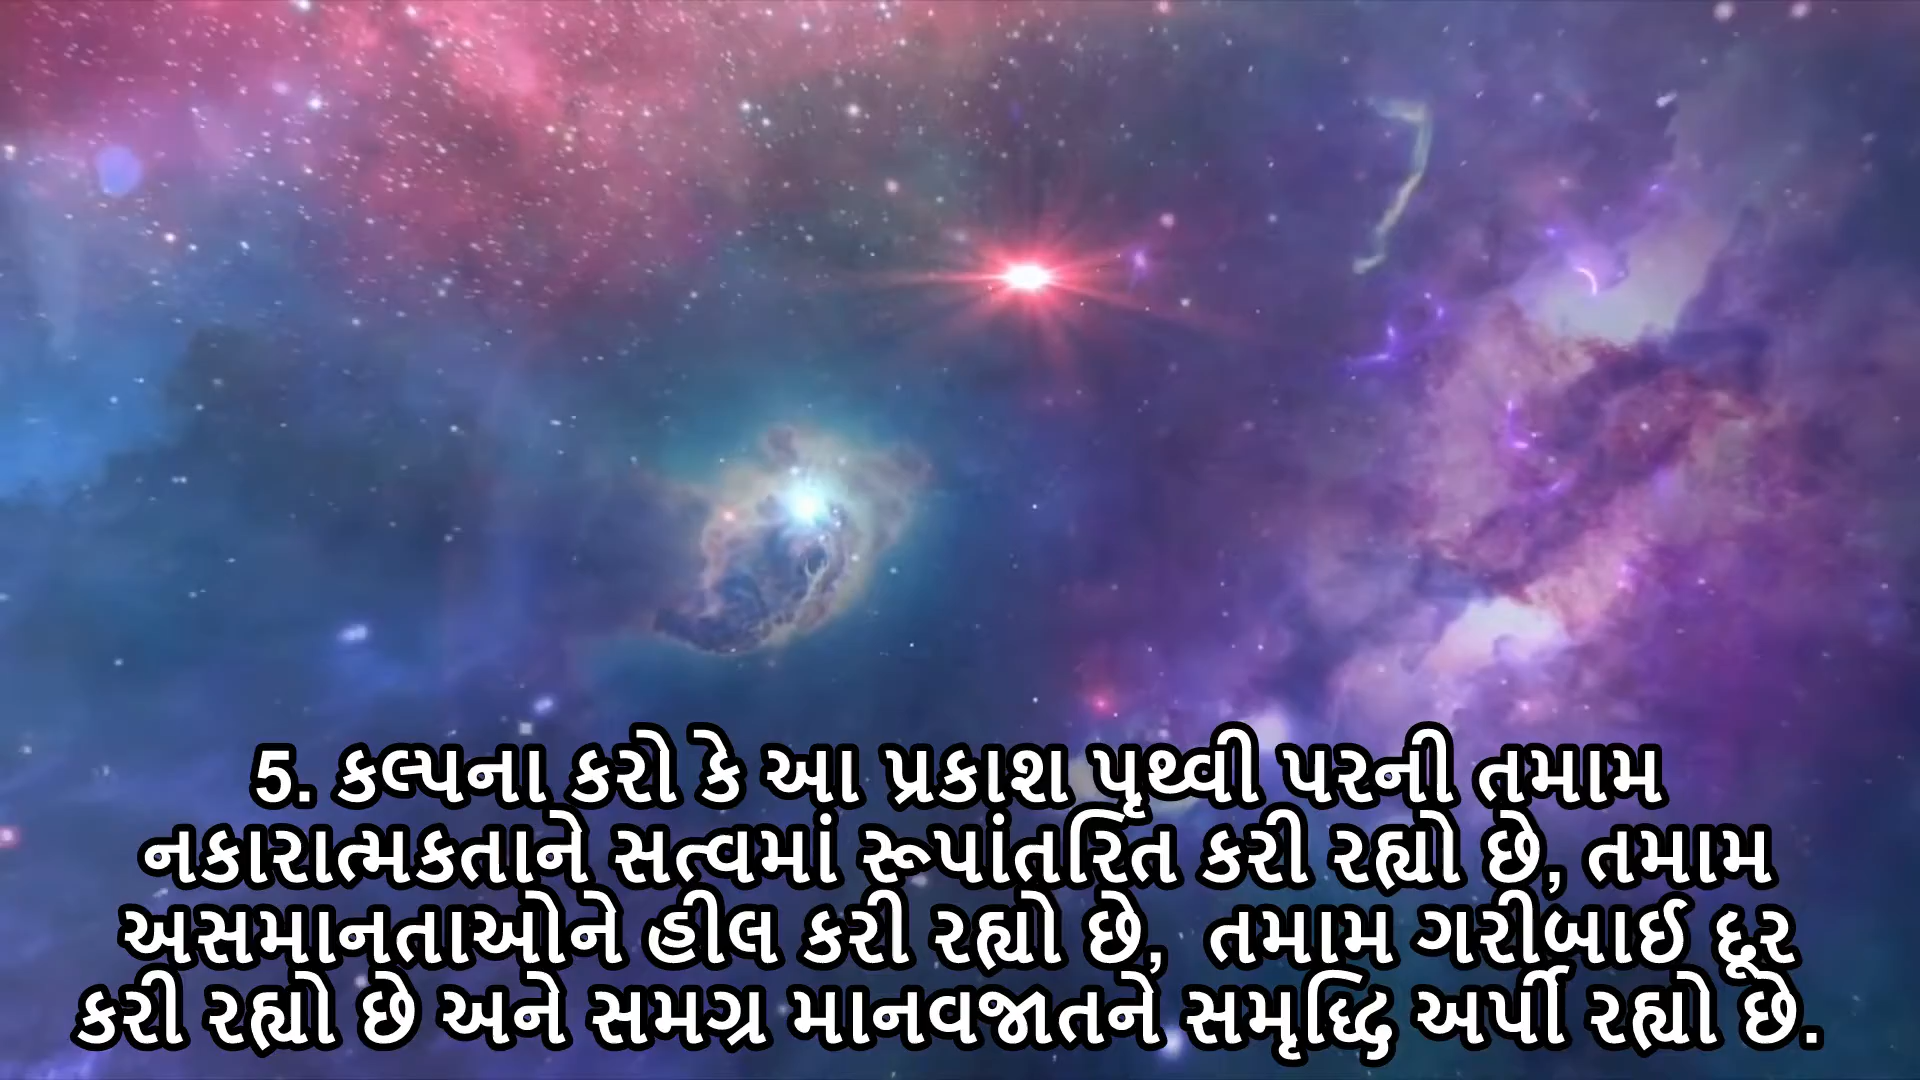 5. કલ્પના કરો કે આ પ્રકાશ પૃથ્વી પરની તમામ
નકારાત્મકતાને સત્વમાં રૂપાંતરિત કરી રહ્યો છે, તમામ
અસમાનતાઓને હીલ કરી રહ્યો છે,  તમામ ગરીબાઈ દૂર
કરી રહ્યો છે અને સમગ્ર માનવજાતને સમૃદ્ધિ અર્પી રહ્યો છે.